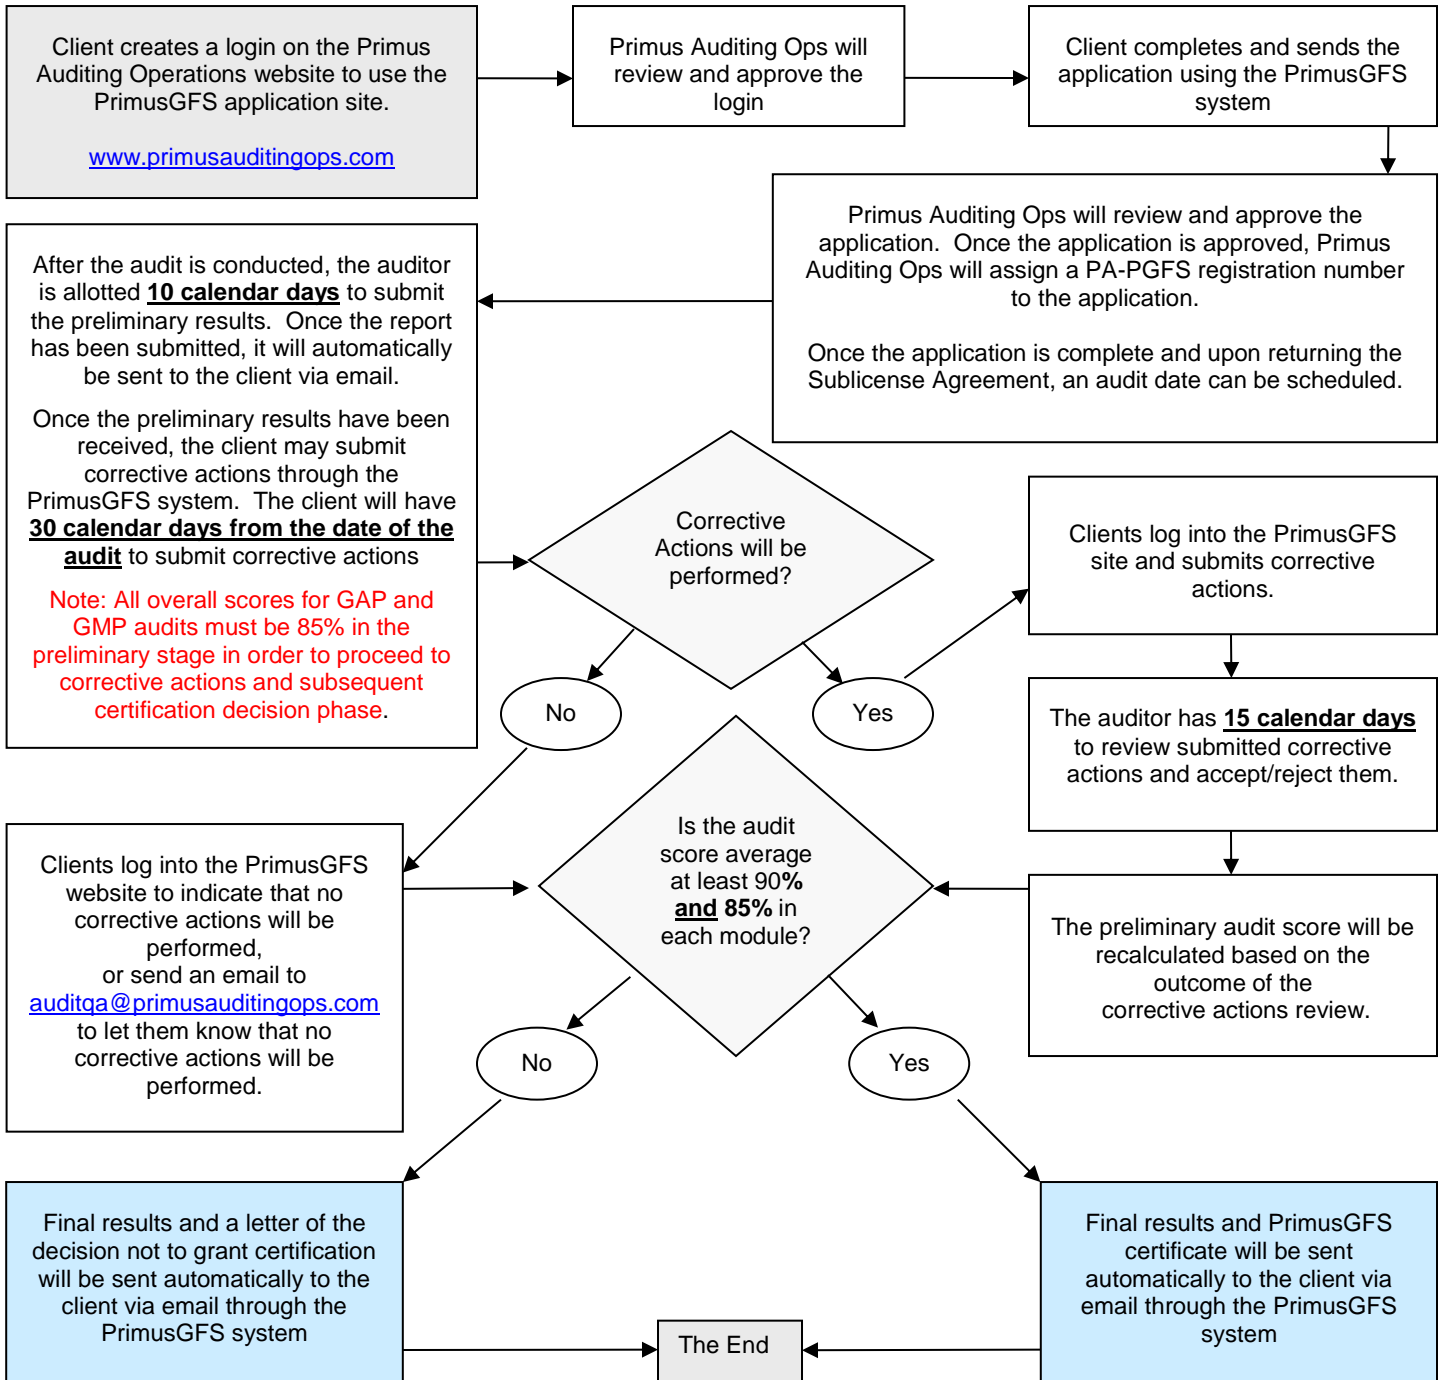 Client creates a login on the Primus
Auditing Operations website to use the
PrimusGFS application site.
www.primusauditingops.com
Primus Auditing Ops will
review and approve the
login
Client completes and sends the
application using the PrimusGFS
system
Primus Auditing Ops will review and approve the
application.  Once the application is approved, Primus
Auditing Ops will assign a PA-PGFS registration number
to the application.
Once the application is complete and upon returning the
Sublicense Agreement, an audit date can be scheduled.
After the audit is conducted, the auditor
is allotted 10 calendar days to submit
the preliminary results.  Once the report
has been submitted, it will automatically
be sent to the client via email.
Once the preliminary results have been
received, the client may submit
corrective actions through the
PrimusGFS system.  The client will have
30 calendar days from the date of the
audit to submit corrective actions
Note: All overall scores for GAP and
GMP audits must be 85% in the
preliminary stage in order to proceed to
corrective actions and subsequent
certification decision phase.
Corrective
Actions will be
performed?
No
Yes
Clients log into the PrimusGFS
site and submits corrective
actions.
The auditor has 15 calendar days
to review submitted corrective
actions and accept/reject them.
The preliminary audit score will be
recalculated based on the
outcome of the
corrective actions review.
Clients log into the PrimusGFS
website to indicate that no
corrective actions will be
performed,
or send an email to
auditqa@primusauditingops.com
to let them know that no
corrective actions will be
performed.
Is the audit
score average
at least 90%
and 85% in
each module?
No
Yes
Final results and a letter of the
decision not to grant certification
will be sent automatically to the
client via email through the
PrimusGFS system
Final results and PrimusGFS
certificate will be sent
automatically to the client via
email through the PrimusGFS
system
The End